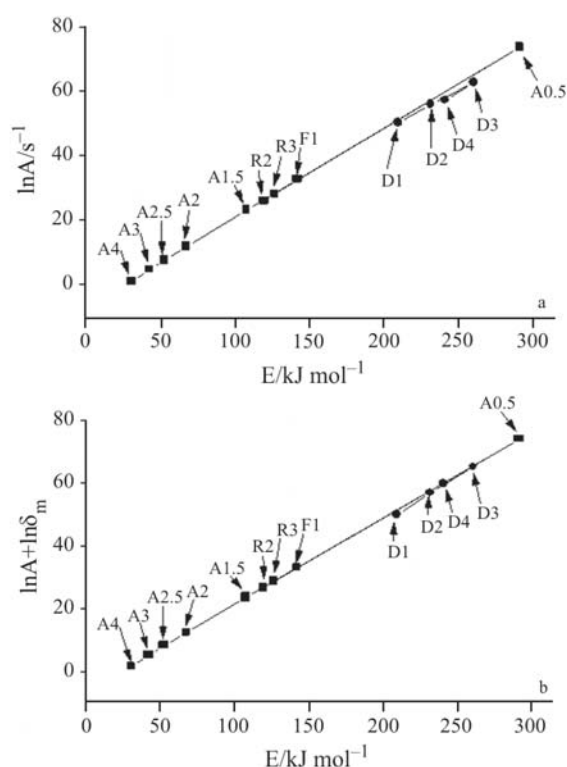 80
60
40
20
0
lnA/s⁻¹
A4
A3
A2.5
A2
A1.5
R2
R3
F1
D1
D2
D4
D3
A0.5
a
0 50 100 150 200 250 300
E/kJ mol⁻¹
80
60
40
20
0
lnA+lnδₘ
A4
A3
A2.5
A2
A1.5
R2
R3
F1
D1
D2
D4
D3
A0.5
b
0 50 100 150 200 250 300
E/kJ mol⁻¹